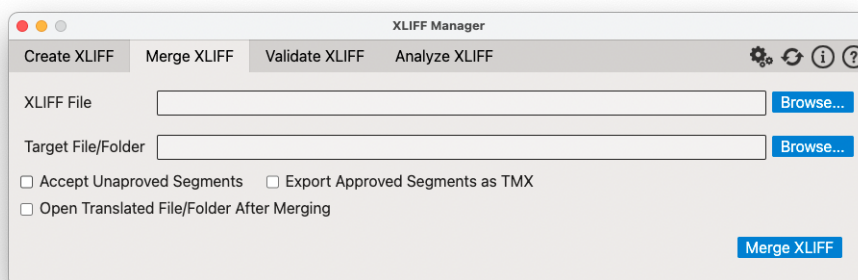 XLIFF Manager
Create XLIFF Merge XLIFF Validate XLIFF Analyze XLIFF
XLIFF File Browse...
Target File/Folder Browse...
Accept Unaproved Segments Export Approved Segments as TMX
Open Translated File/Folder After Merging
Merge XLIFF